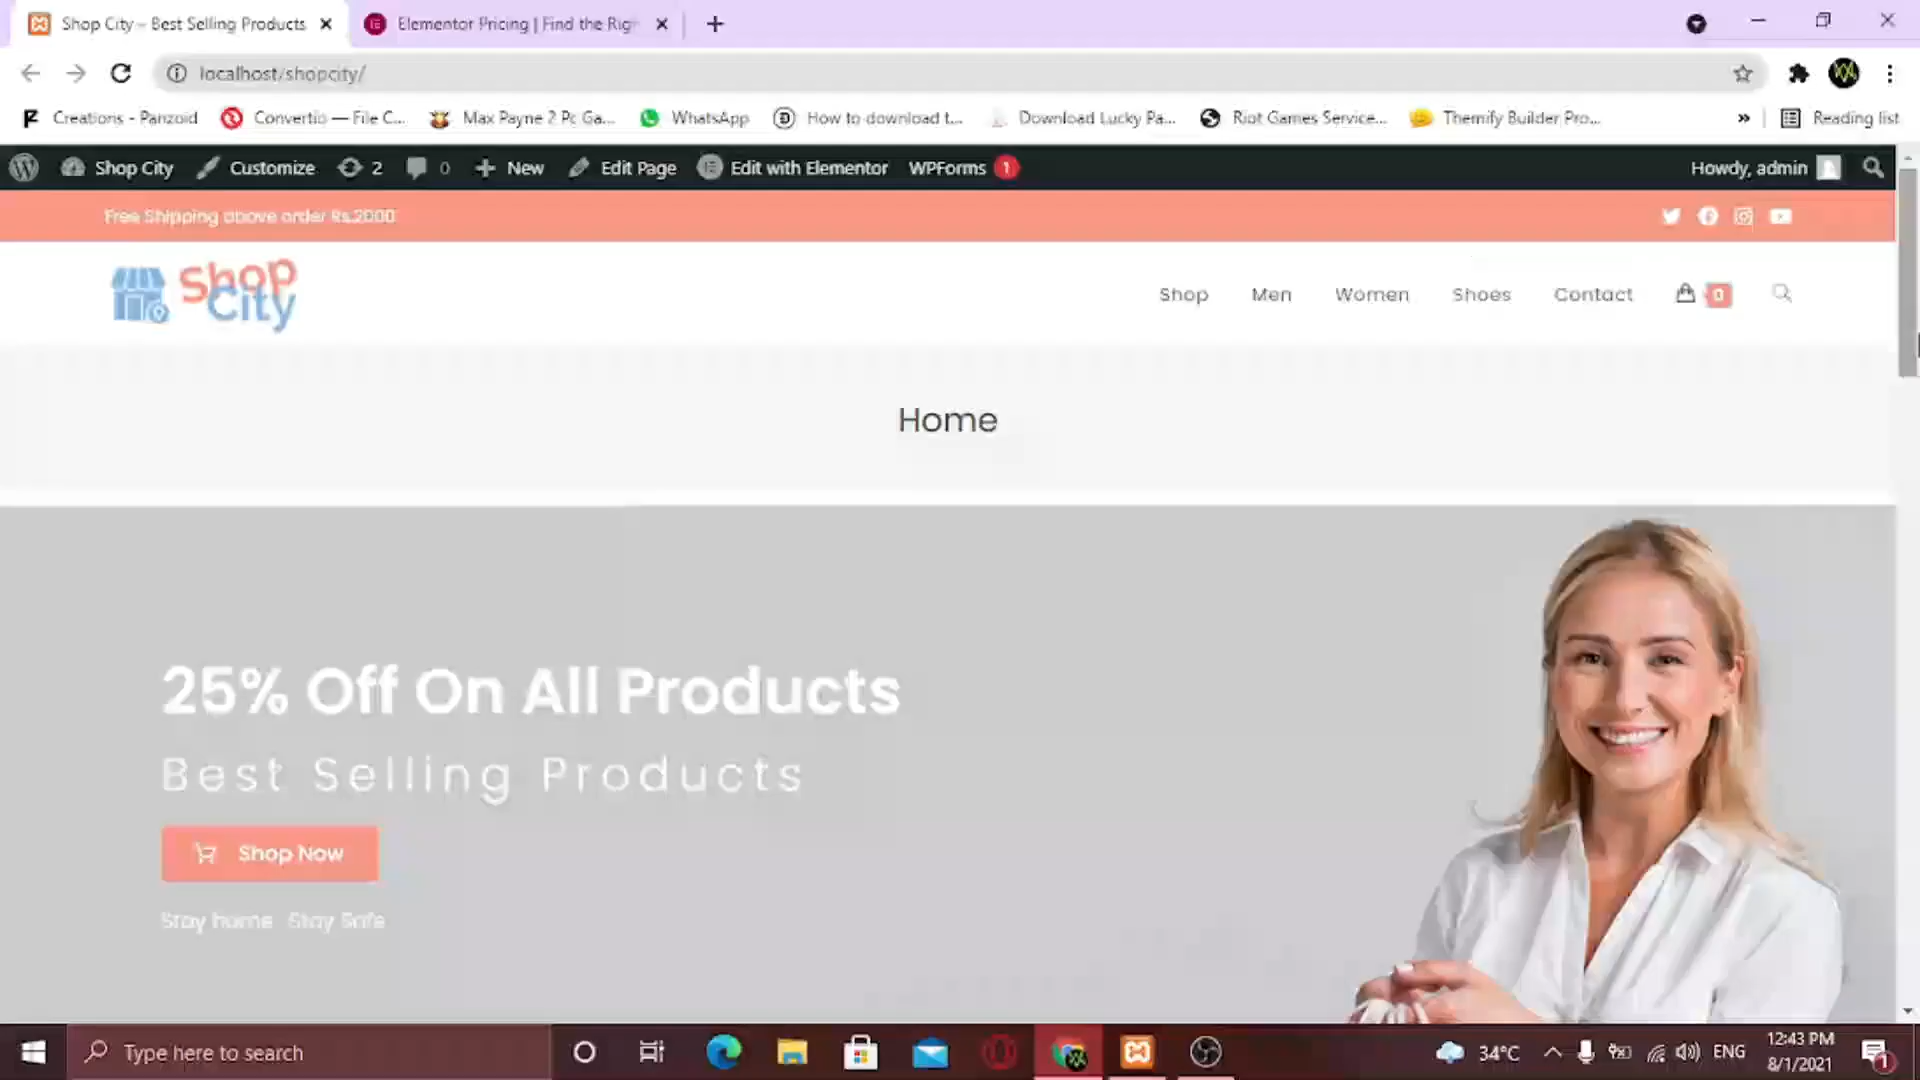 Shop City – Best Selling Products
Elementor Pricing | Find the Righ
localhost/shopcity/
Creations - Panzoid
Convertio — File C...
Max Payne 2 Pc Ga...
WhatsApp
How to download t...
Download Lucky Pa...
Riot Games Service...
Themify Builder Pro...
»
Reading list
Shop City
Customize
2
0
New
Edit Page
Edit with Elementor
WPForms 1
Howdy, admin
Free Shipping above order Rs.2000
Shop City
Shop
Men
Women
Shoes
Contact
0
Home
25% Off On All Products
Best Selling Products
Shop Now
Stay home Stay Safe
Type here to search
34°C
ENG
12:43 PM
8/1/2021
1